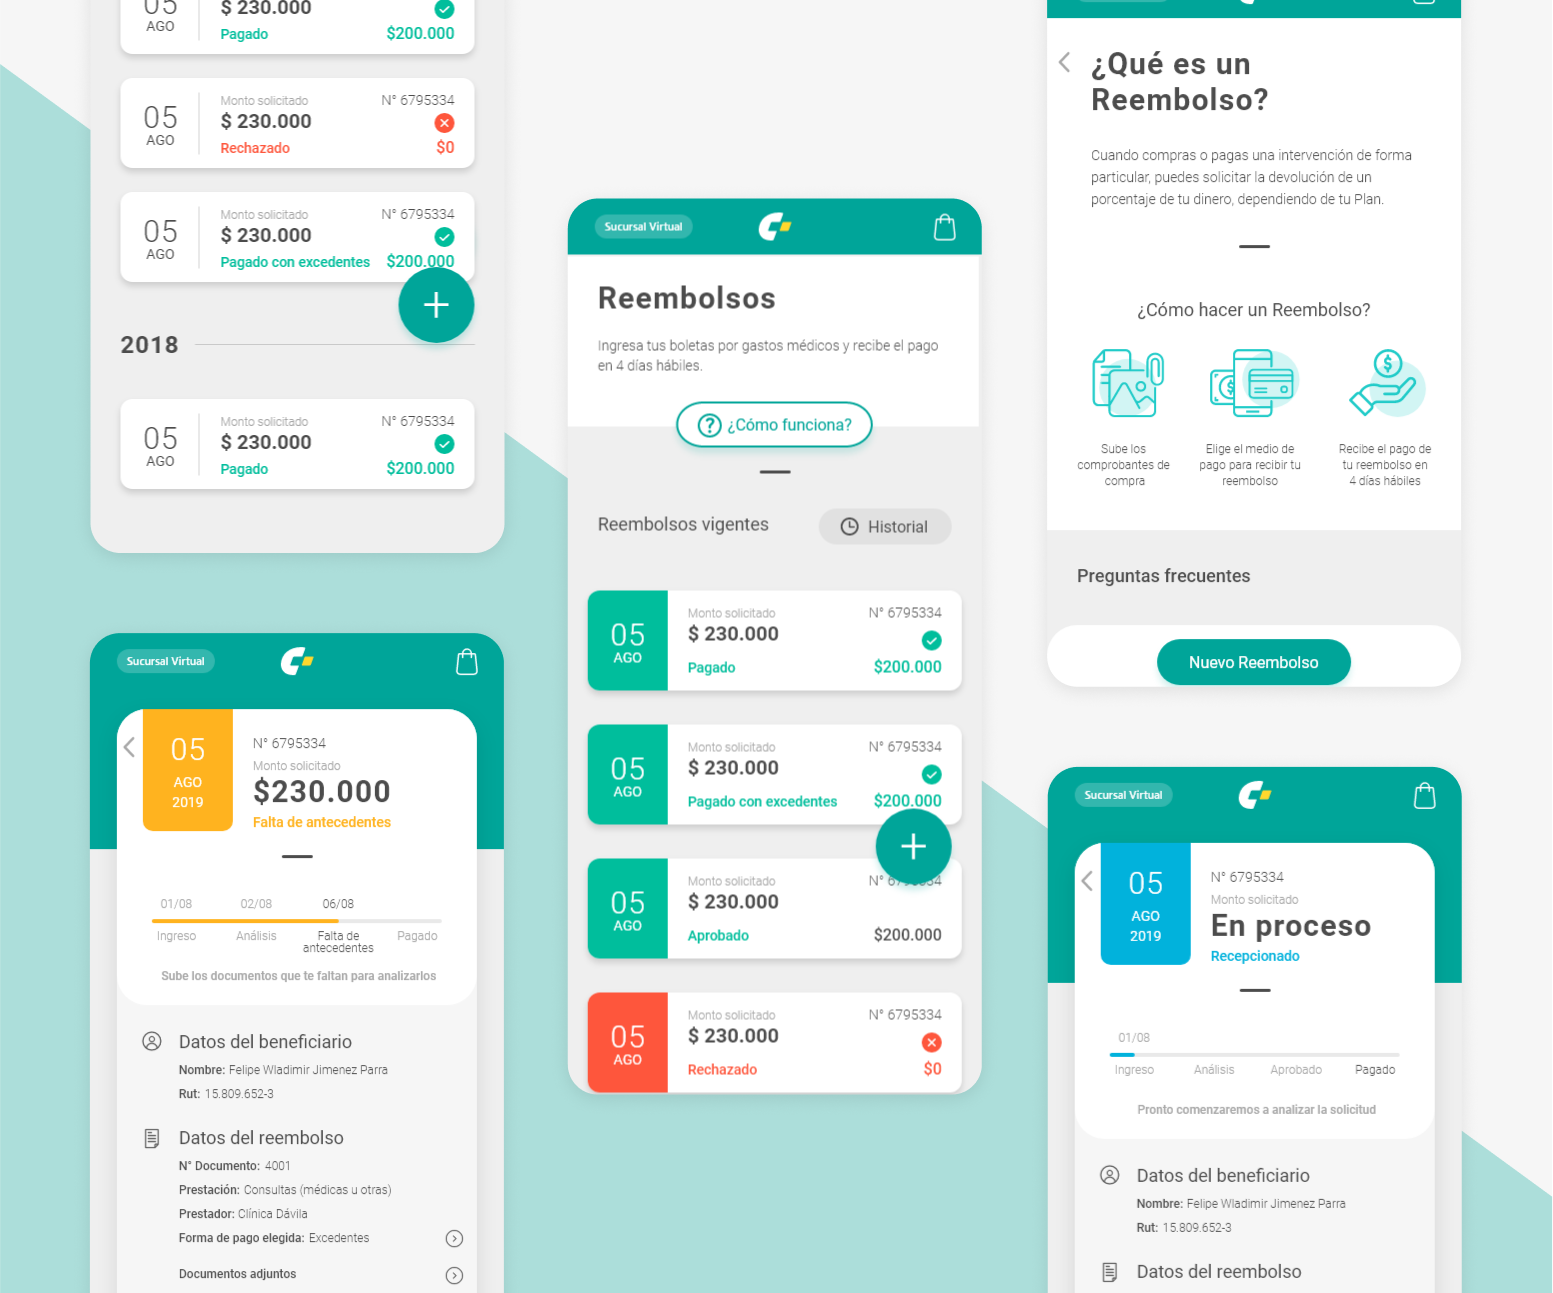 05
AGO
$ 230.000
Pagado
$200.000
05
AGO
Monto solicitado
N° 6795334
$ 230.000
Rechazado
$0
05
AGO
Monto solicitado
N° 6795334
$ 230.000
Pagado con excedentes
$200.000
+
2018
05
AGO
Monto solicitado
N° 6795334
$ 230.000
Pagado
$200.000
Sucursal Virtual
05
AGO
2019
N° 6795334
Monto solicitado
$230.000
Falta de antecedentes
01/08
02/08
06/08
Ingreso
Análisis
Falta de
antecedentes
Pagado
Sube los documentos que te faltan para analizarlos
Datos del beneficiario
Nombre: Felipe Wladimir Jimenez Parra
Rut: 15.809.652-3
Datos del reembolso
N° Documento: 4001
Prestación: Consultas (médicas u otras)
Prestador: Clínica Dávila
Forma de pago elegida: Excedentes
Documentos adjuntos
Sucursal Virtual
Reembolsos
Ingresa tus boletas por gastos médicos y recibe el pago
en 4 días hábiles.
¿Cómo funciona?
Reembolsos vigentes
Historial
05
AGO
Monto solicitado
N° 6795334
$ 230.000
Pagado
$200.000
05
AGO
Monto solicitado
N° 6795334
$ 230.000
Pagado con excedentes
$200.000
+
05
AGO
Monto solicitado
N° 6795334
$ 230.000
Aprobado
$200.000
05
AGO
Monto solicitado
N° 6795334
$ 230.000
Rechazado
$0
¿Qué es un
Reembolso?
Cuando compras o pagas una intervención de forma
particular, puedes solicitar la devolución de un
porcentaje de tu dinero, dependiendo de tu Plan.
¿Cómo hacer un Reembolso?
Sube los
comprobantes de
compra
Elige el medio de
pago para recibir tu
reembolso
Recibe el pago de
tu reembolso en
4 días hábiles
Preguntas frecuentes
Nuevo Reembolso
Sucursal Virtual
05
AGO
2019
N° 6795334
Monto solicitado
En proceso
Recepcionado
01/08
Ingreso
Análisis
Aprobado
Pagado
Pronto comenzaremos a analizar la solicitud
Datos del beneficiario
Nombre: Felipe Wladimir Jimenez Parra
Rut: 15.809.652-3
Datos del reembolso